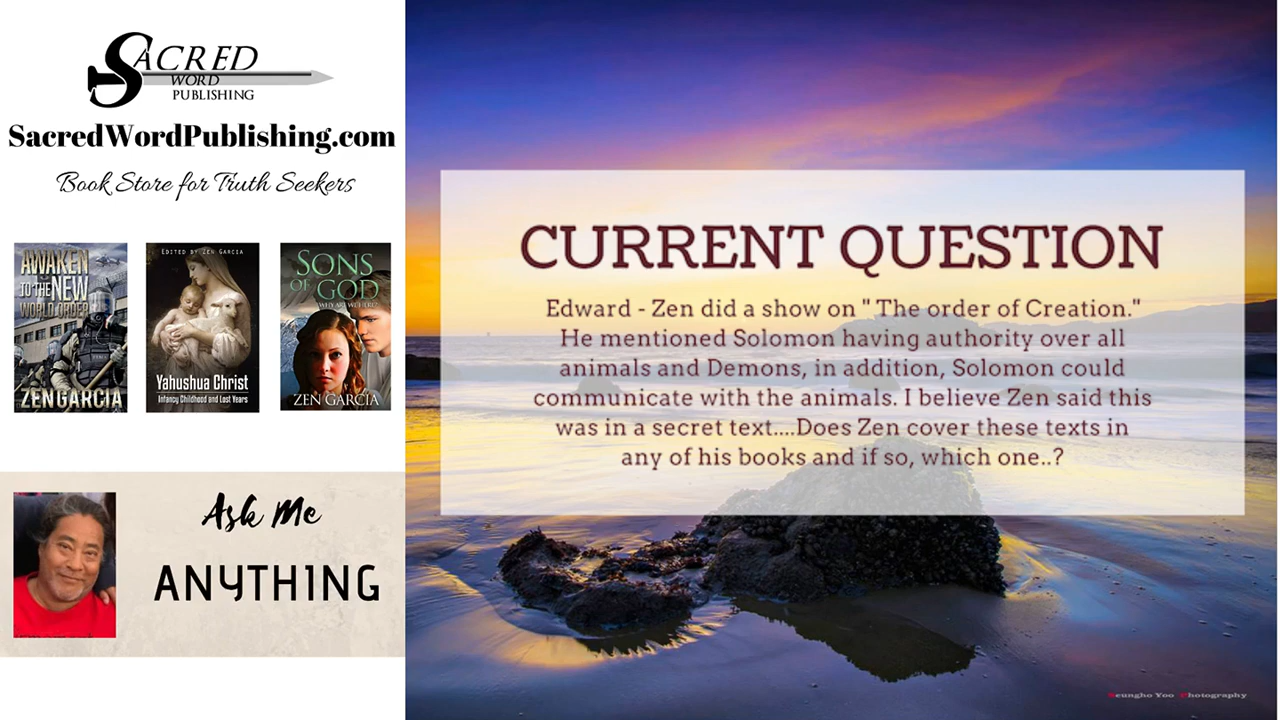 SACRED
WORD
PUBLISHING
SacredWordPublishing.com
Book Store for Truth Seekers
AWAKEN
TO THE NEW
WORLD ORDER
ZEN GARCIA
EDITED BY ZEN GARCIA
Yahushua Christ
Infancy Childhood and Lost Years
SONS
OF GOD
WHY ARE WE HERE?
ZEN GARCIA
Ask Me
ANYTHING
CURRENT QUESTION
Edward - Zen did a show on " The order of Creation."
He mentioned Solomon having authority over all
animals and Demons, in addition, Solomon could
communicate with the animals. I believe Zen said this
was in a secret text....Does Zen cover these texts in
any of his books and if so, which one..?
Seungho Yoo Photography